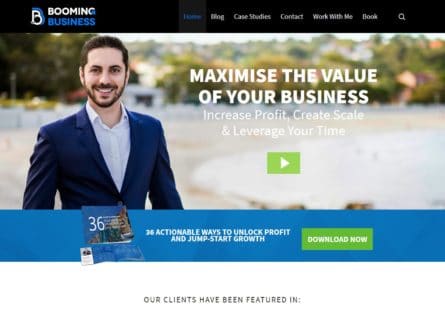 BOOMING
BUSINESS
Home Blog Case Studies Contact Work With Me Book
MAXIMISE THE VALUE
OF YOUR BUSINESS
Increase Profit, Create Scale
& Leverage Your Time
36
36 ACTIONABLE WAYS TO UNLOCK PROFIT
AND JUMP-START GROWTH
DOWNLOAD NOW
OUR CLIENTS HAVE BEEN FEATURED IN: